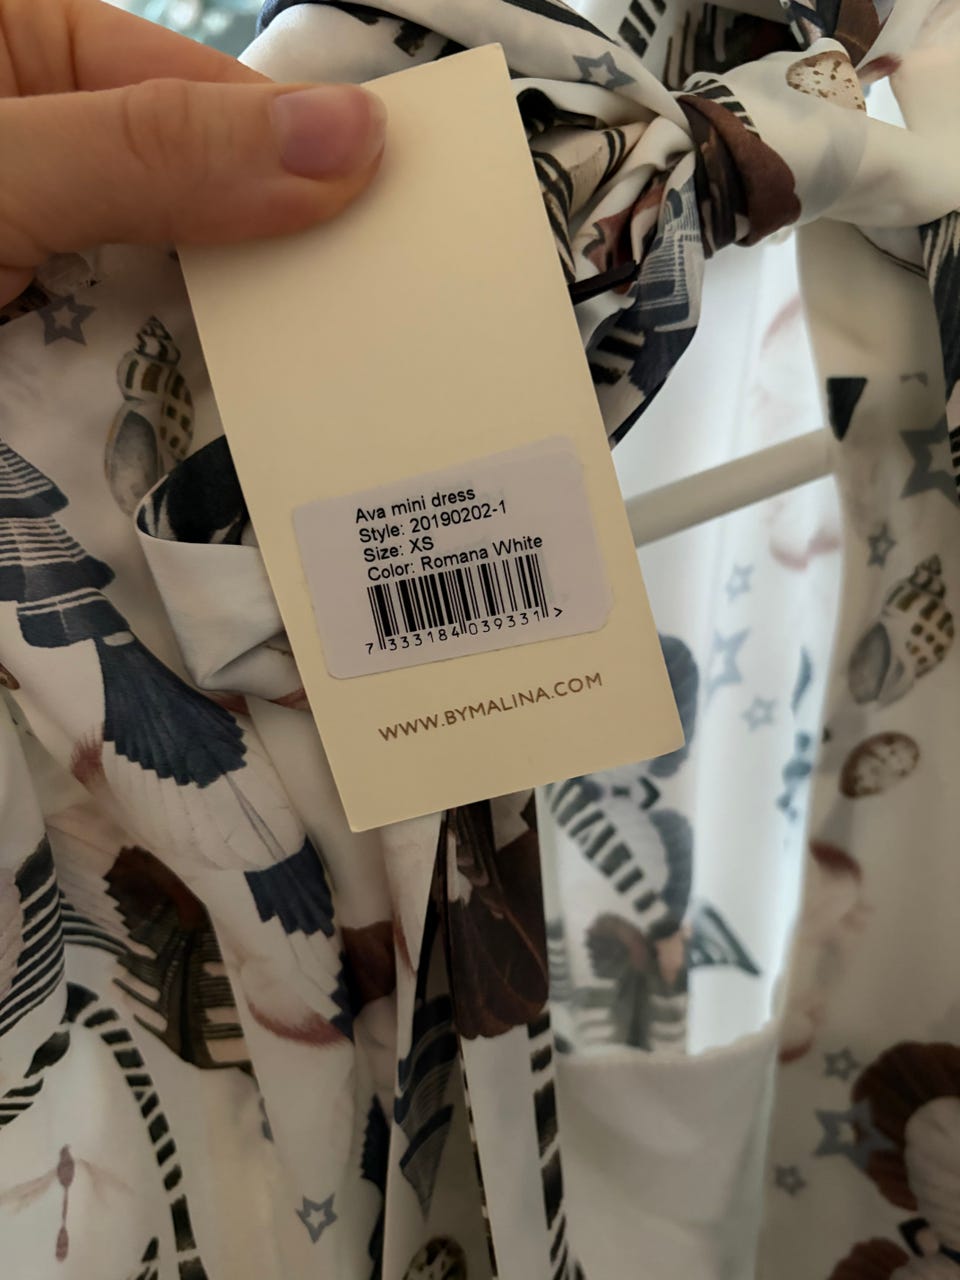 Ava mini dress
Style: 20190202-1
Size: XS
Color: Romana White
7 333184 039331 >
WWW.BYMALINA.COM